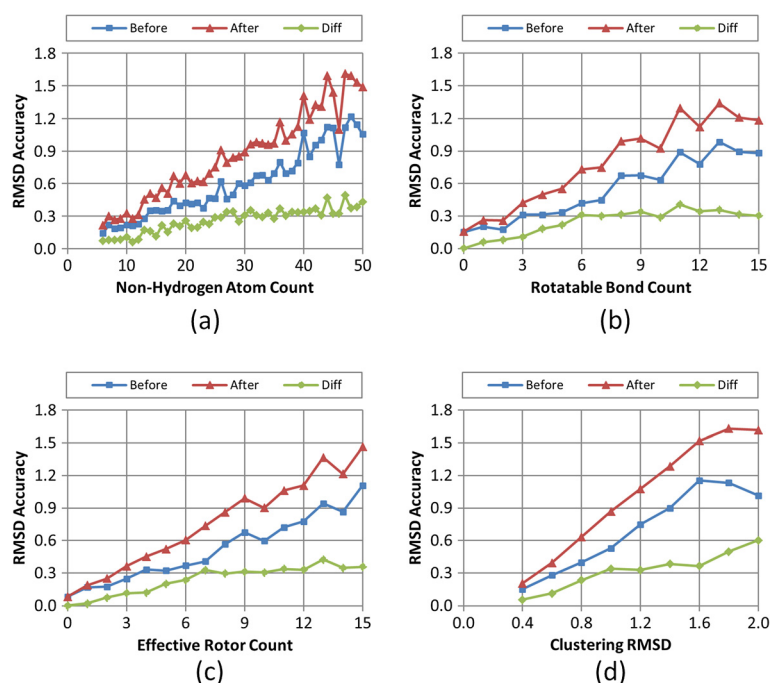 Before After Diff
1.8
1.5
1.2
0.9
0.6
0.3
0.0
RMSD Accuracy
0 10 20 30 40 50
Non-Hydrogen Atom Count
(a)
Before After Diff
1.8
1.5
1.2
0.9
0.6
0.3
0.0
RMSD Accuracy
0 3 6 9 12 15
Rotatable Bond Count
(b)
Before After Diff
1.8
1.5
1.2
0.9
0.6
0.3
0.0
RMSD Accuracy
0 3 6 9 12 15
Effective Rotor Count
(c)
Before After Diff
1.8
1.5
1.2
0.9
0.6
0.3
0.0
RMSD Accuracy
0.0 0.4 0.8 1.2 1.6 2.0
Clustering RMSD
(d)